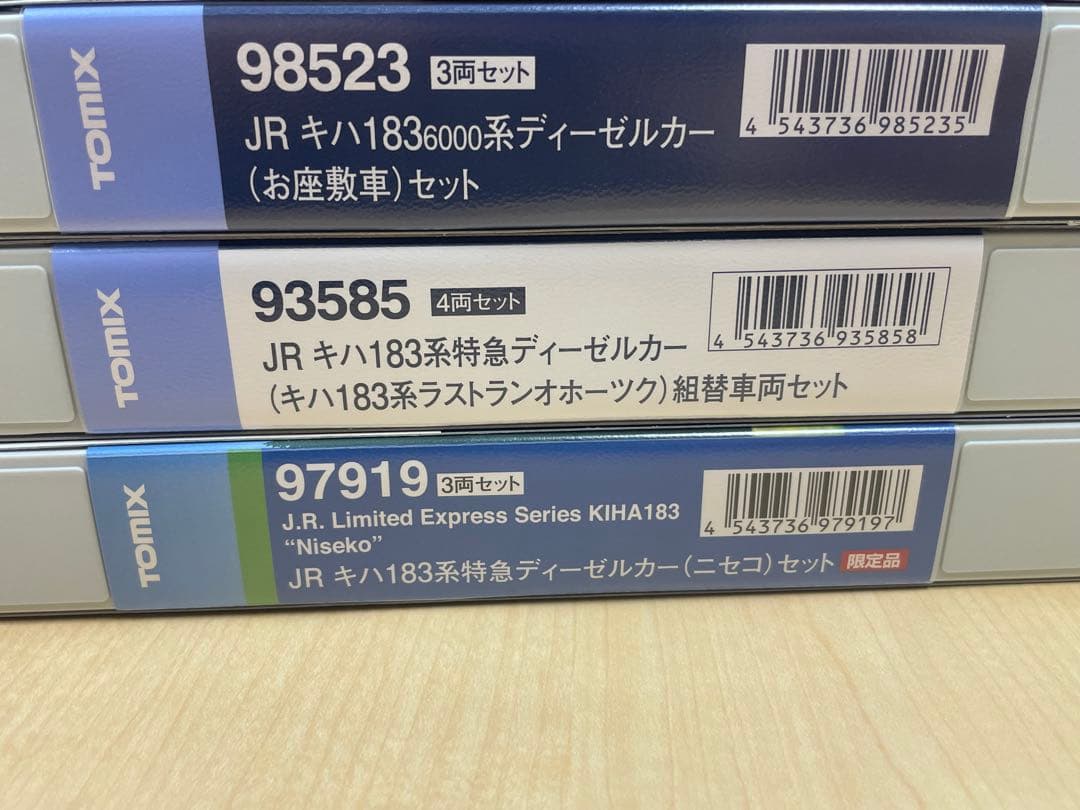 TOMIX
98523 3両セット
JR キハ183 6000系ディーゼルカー
(お座敷車)セット
4 543736 985235
TOMIX
93585 4両セット
JR キハ183系特急ディーゼルカー
(キハ183系ラストランオホーツク)組替車両セット
4 543736 935858
TOMIX
97919 3両セット
J.R. Limited Express Series KIHA183
“Niseko”
JR キハ183系特急ディーゼルカー(ニセコ)セット 限定品
4 543736 979197